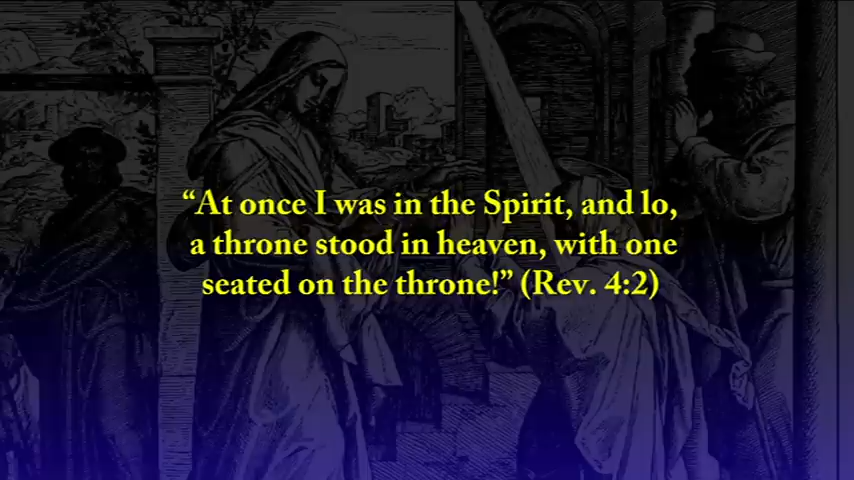 “At once I was in the Spirit, and lo,
a throne stood in heaven, with one
seated on the throne!” (Rev. 4:2)